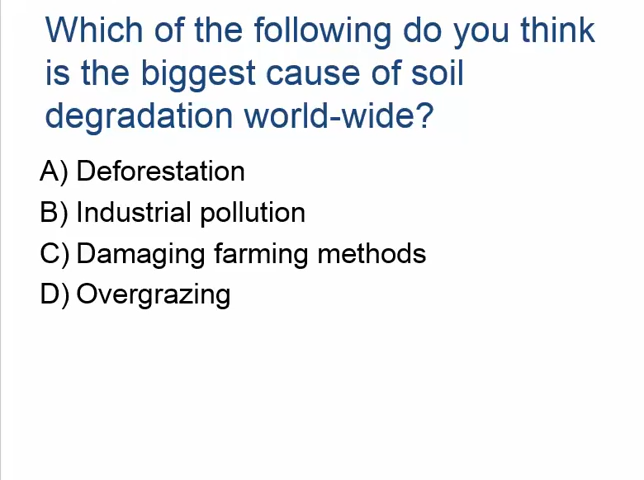 Which of the following do you think
is the biggest cause of soil
degradation world-wide?
A) Deforestation
B) Industrial pollution
C) Damaging farming methods
D) Overgrazing